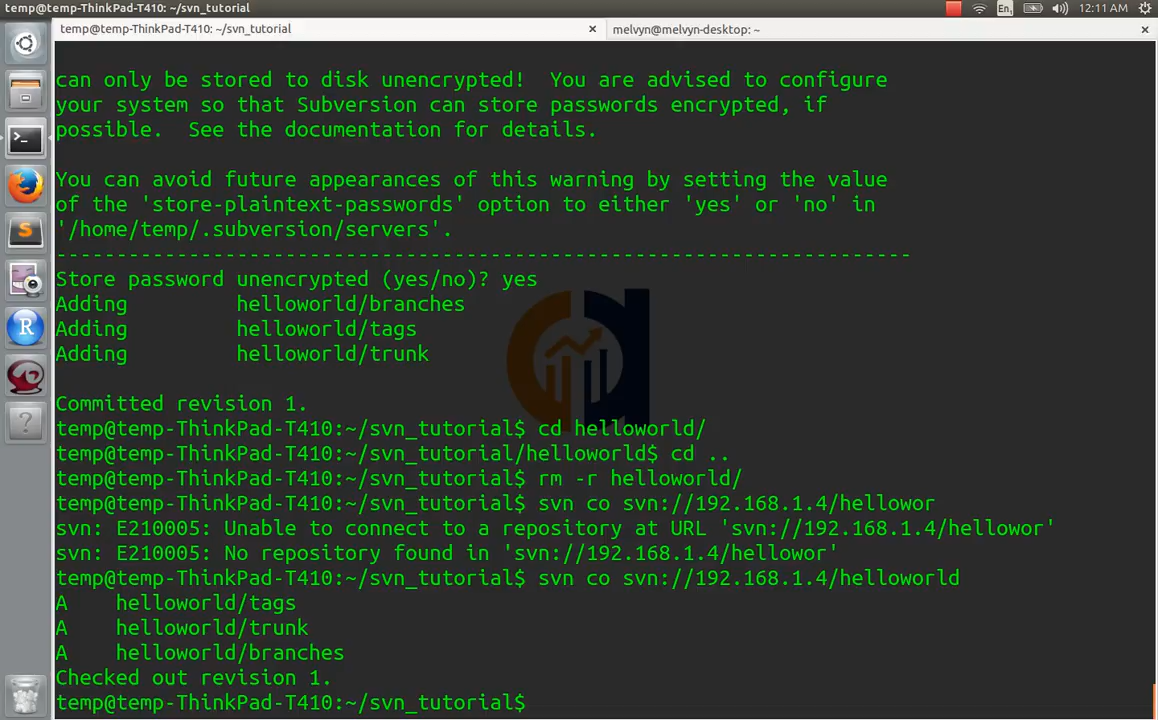 temp@temp-ThinkPad-T410: ~/svn_tutorial
En
12:11 AM
temp@temp-ThinkPad-T410: ~/svn_tutorial
melvyn@melvyn-desktop: ~
can only be stored to disk unencrypted!  You are advised to configure
your system so that Subversion can store passwords encrypted, if
possible.  See the documentation for details.
You can avoid future appearances of this warning by setting the value
of the 'store-plaintext-passwords' option to either 'yes' or 'no' in
'/home/temp/.subversion/servers'.
-----------------------------------------------------------------------
Store password unencrypted (yes/no)? yes
Adding         helloworld/branches
Adding         helloworld/tags
Adding         helloworld/trunk
Committed revision 1.
temp@temp-ThinkPad-T410:~/svn_tutorial$ cd helloworld/
temp@temp-ThinkPad-T410:~/svn_tutorial/helloworld$ cd ..
temp@temp-ThinkPad-T410:~/svn_tutorial$ rm -r helloworld/
temp@temp-ThinkPad-T410:~/svn_tutorial$ svn co svn://192.168.1.4/hellowor
svn: E210005: Unable to connect to a repository at URL 'svn://192.168.1.4/hellowor'
svn: E210005: No repository found in 'svn://192.168.1.4/hellowor'
temp@temp-ThinkPad-T410:~/svn_tutorial$ svn co svn://192.168.1.4/helloworld
A    helloworld/tags
A    helloworld/trunk
A    helloworld/branches
Checked out revision 1.
temp@temp-ThinkPad-T410:~/svn_tutorial$